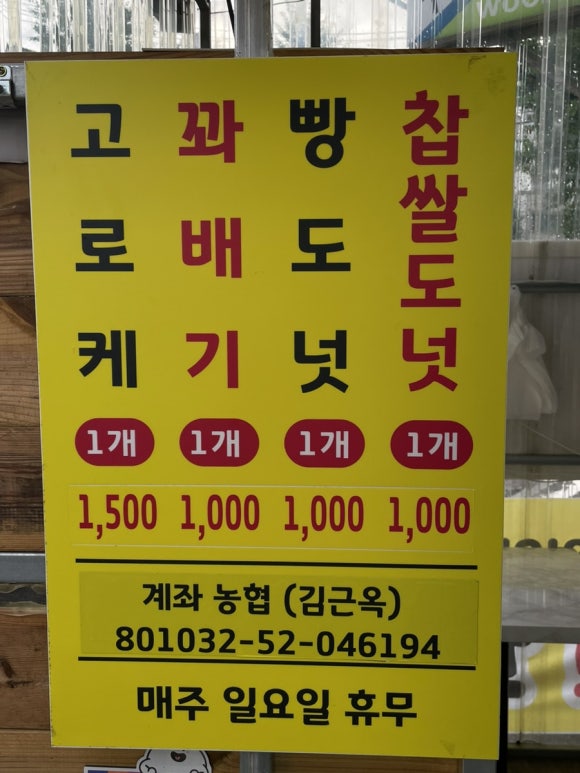 고로케
꽈배기
빵도넛
찹쌀도넛
1개 1개 1개 1개
1,500 1,000 1,000 1,000
계좌 농협 (김근옥)
801032-52-046194
매주 일요일 휴무